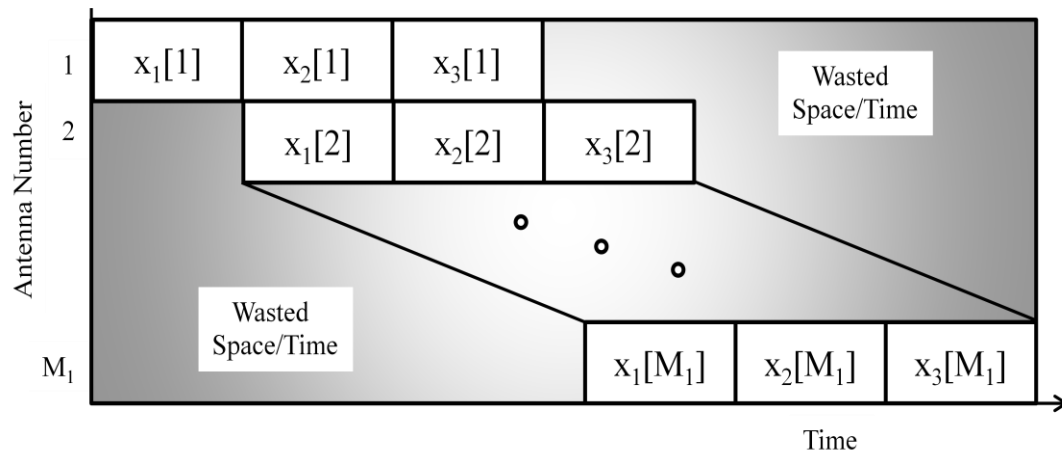 1
x₁[1]
x₂[1]
x₃[1]
Wasted
Space/Time
2
x₁[2]
x₂[2]
x₃[2]
Antenna Number
Wasted
Space/Time
M₁
x₁[M₁]
x₂[M₁]
x₃[M₁]
Time